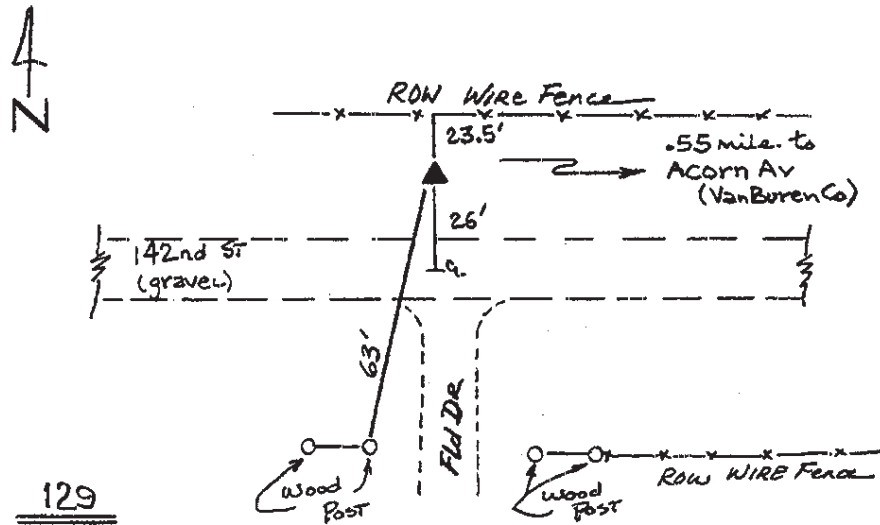 N
ROW WIRE Fence
23.5'
.55 mile. to
Acorn Av
(VanBuren Co)
26'
142nd ST
(gravel)
63'
Fld DR
wood
Post
wood
Post
ROW WIRE Fence
129